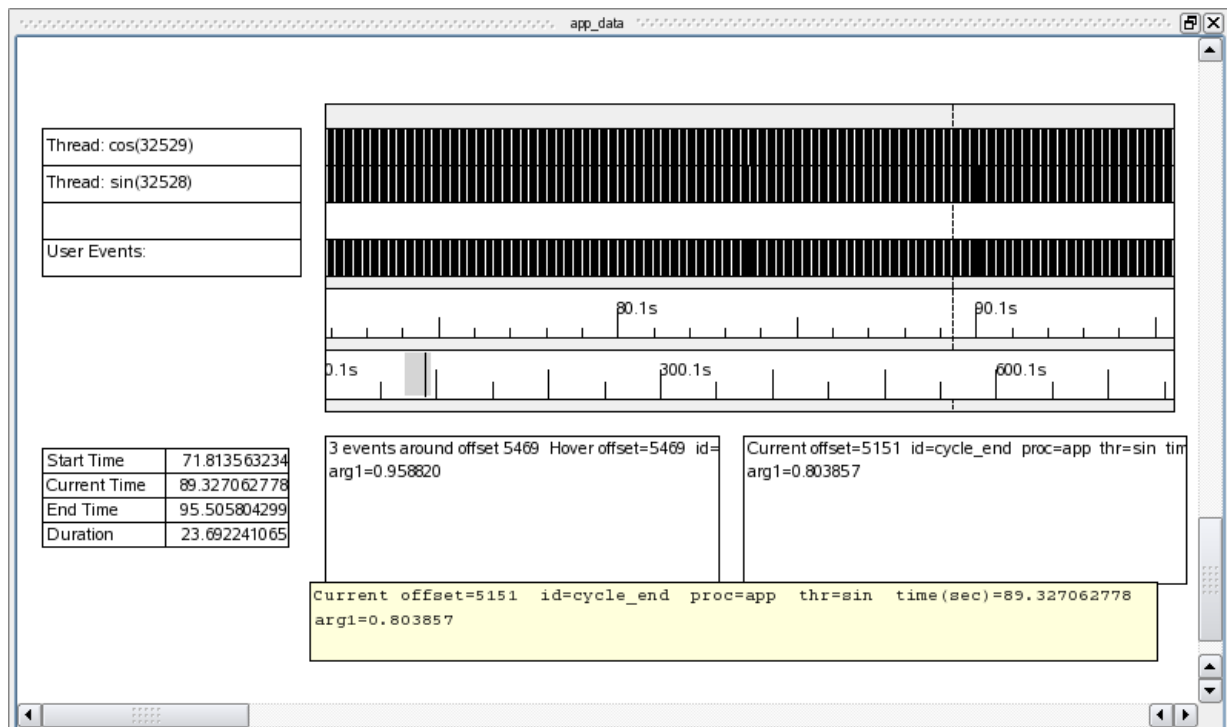 app_data
Thread: cos(32529)
Thread: sin(32528)
User Events:
80.1s 90.1s
0.1s 300.1s 600.1s
Start Time 71.813563234
Current Time 89.327062778
End Time 95.505804299
Duration 23.692241065
3 events around offset 5469 Hover offset=5469 id=
arg1=0.958820
Current offset=5151 id=cycle_end proc=app thr=sin tim
arg1=0.803857
Current offset=5151 id=cycle_end proc=app thr=sin time(sec)=89.327062778
arg1=0.803857